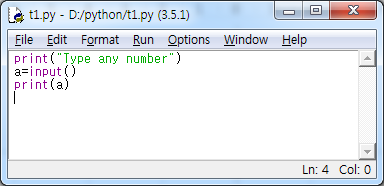 t1.py - D:/python/t1.py (3.5.1)
File Edit Format Run Options Window Help
print("Type any number")
a=input()
print(a)
Ln: 4 Col: 0